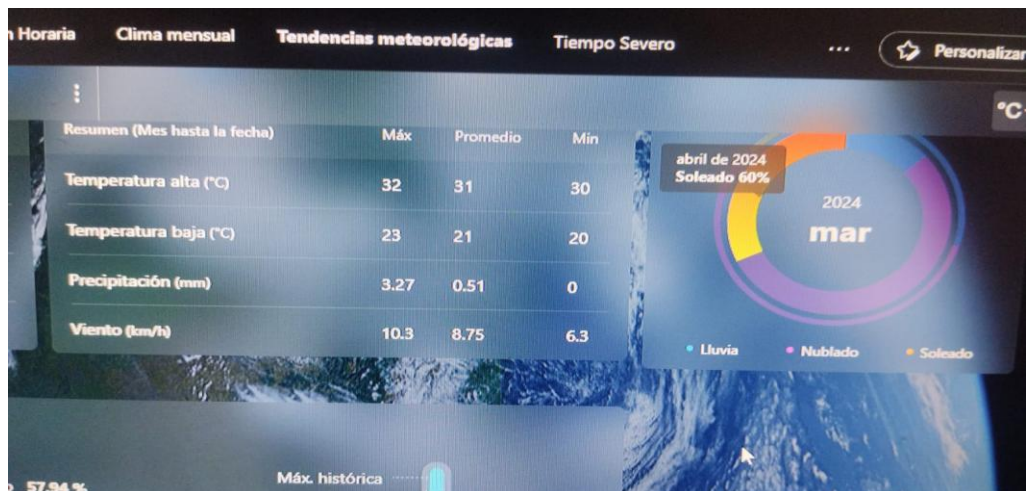 Horaria Clima mensual Tendencias meteorológicas Tiempo Severo ... Personalizar
°C
Resumen (Mes hasta la fecha) Máx Promedio Min
Temperatura alta (°C) 32 31 30
Temperatura baja (°C) 23 21 20
Precipitación (mm) 3.27 0.51 0
Viento (km/h) 10.3 8.75 6.3
abril de 2024
Soleado 60%
2024
mar
Lluvia Nublado Soleado
57.94 %
Máx. histórica